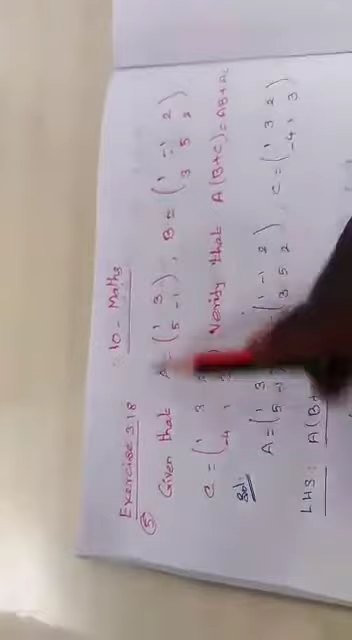 10 - Maths
Exercise 3.18
⑤ Given that A = (1 3 / 5 -1), B = (1 -1 2 / 3 5 2)
C = (1 3 / -4 1 Verify that A(B+C) = AB+AC
Sol:
A = (1 3 / 5 -1 (1 -1 2 / 3 5 2) C = (1 3 2 / -4 1 3)
LHS: A(B+